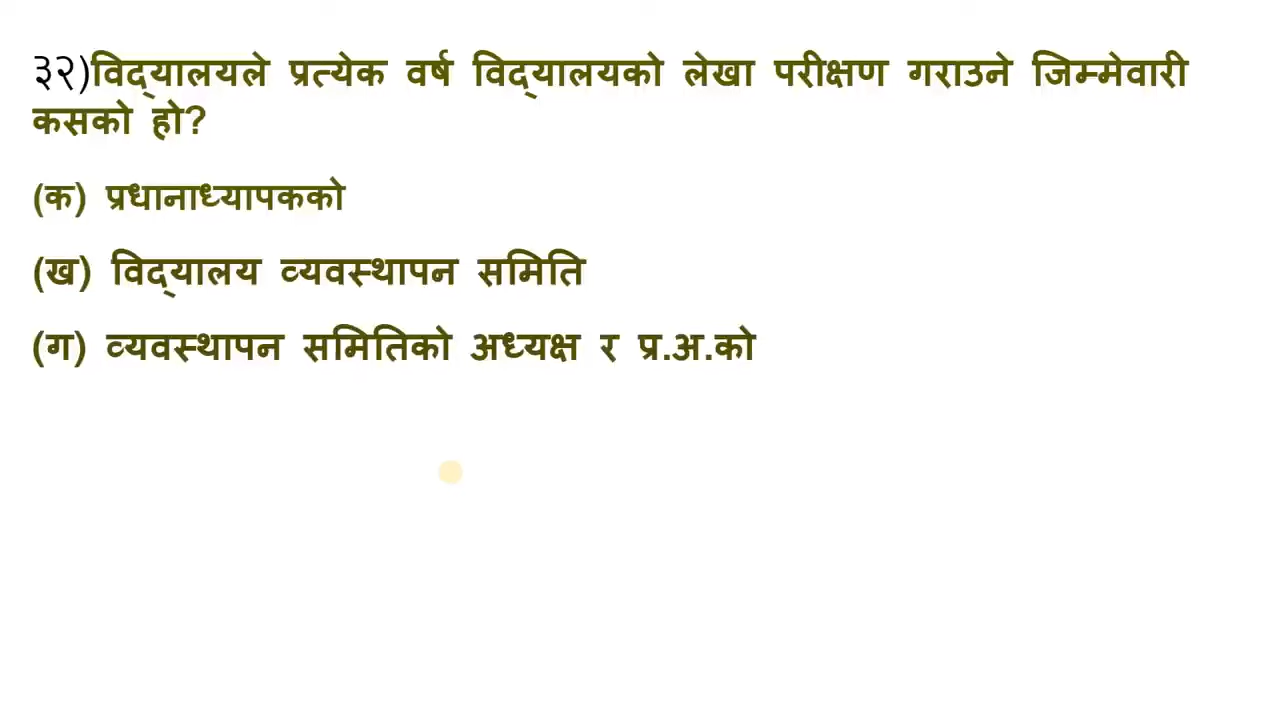 ३२)विद्यालयले प्रत्येक वर्ष विद्यालयको लेखा परीक्षण गराउने जिम्मेवारी
कसको हो?
(क) प्रधानाध्यापकको
(ख) विद्यालय व्यवस्थापन समिति
(ग) व्यवस्थापन समितिको अध्यक्ष र प्र.अ.को